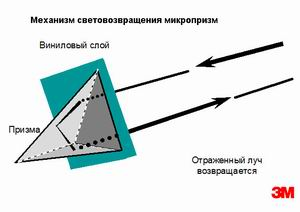 Механизм световозвращения микропризм
Виниловый слой
Призма
Отраженный луч
возвращается
3M